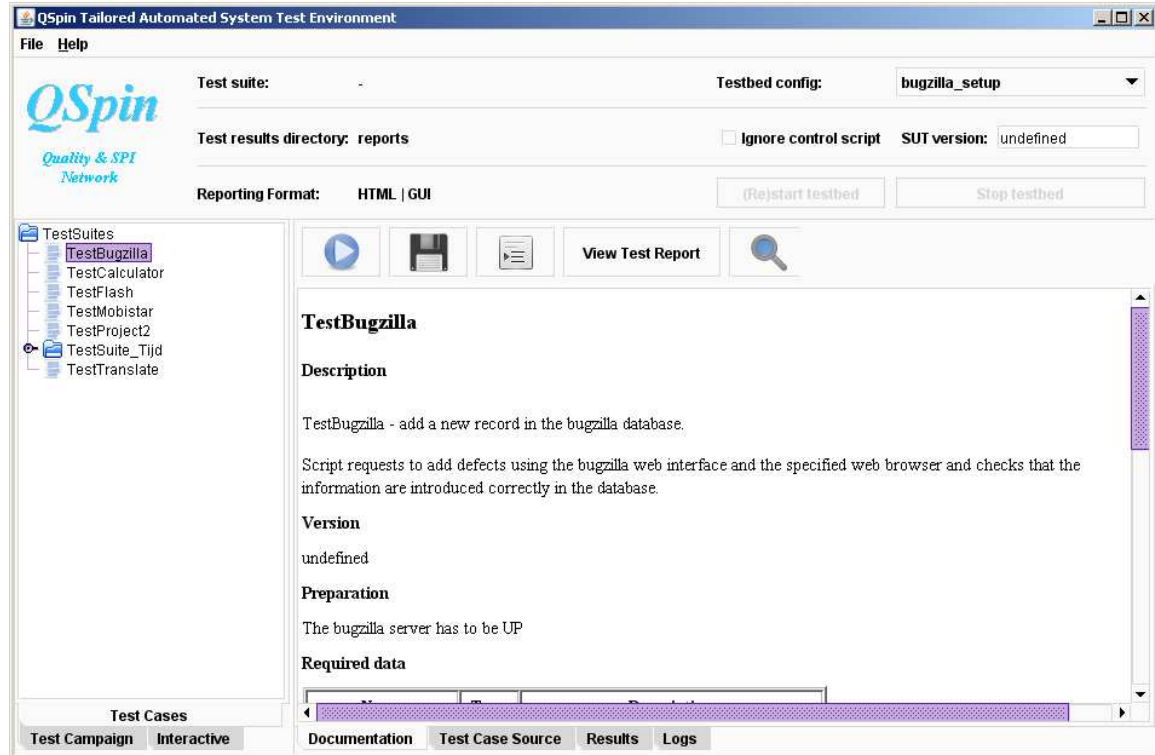 QSpin Tailored Automated System Test Environment
File Help
QSpin
Quality & SPI
Network
Test suite: -
Testbed config: bugzilla_setup
Test results directory: reports
Ignore control script SUT version: undefined
Reporting Format: HTML | GUI
(Re)start testbed Stop testbed
TestSuites
TestBugzilla
TestCalculator
TestFlash
TestMobistar
TestProject2
TestSuite_Tijd
TestTranslate
View Test Report
TestBugzilla
Description
TestBugzilla - add a new record in the bugzilla database.
Script requests to add defects using the bugzilla web interface and the specified web browser and checks that the
information are introduced correctly in the database.
Version
undefined
Preparation
The bugzilla server has to be UP
Required data
Test Cases
Test Campaign Interactive
Documentation Test Case Source Results Logs